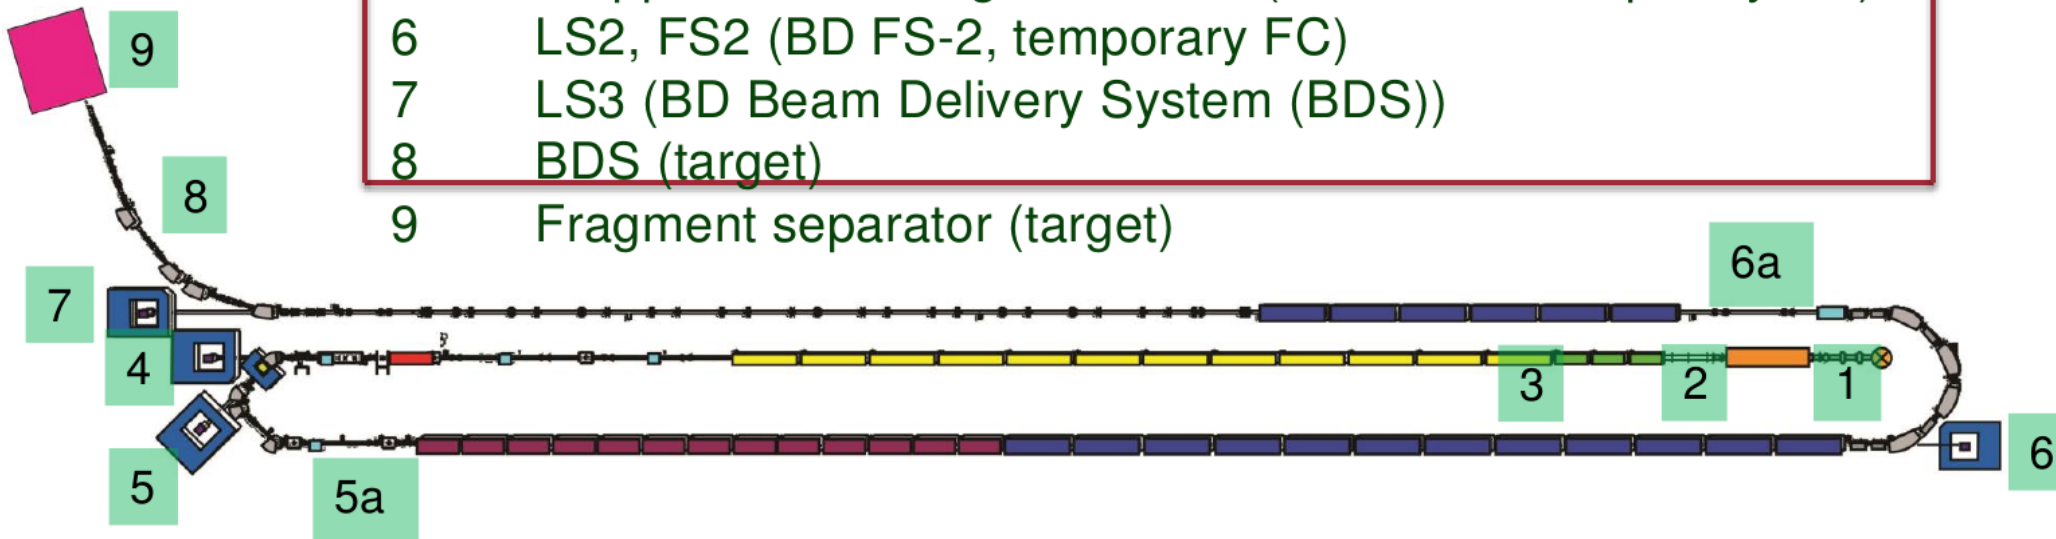 6 LS2, FS2 (BD FS-2, temporary FC)
7 LS3 (BD Beam Delivery System (BDS))
8 BDS (target)
9 Fragment separator (target)
9
8
7
4
5
5a
6a
3
2
1
6